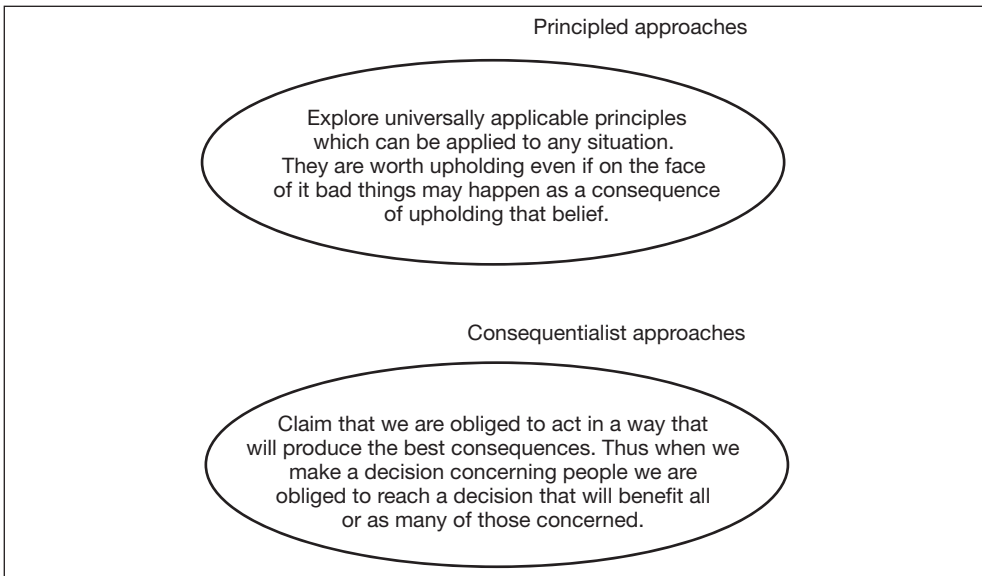 Principled approaches
Explore universally applicable principles
which can be applied to any situation.
They are worth upholding even if on the face
of it bad things may happen as a consequence
of upholding that belief.
Consequentialist approaches
Claim that we are obliged to act in a way that
will produce the best consequences. Thus when we
make a decision concerning people we are
obliged to reach a decision that will benefit all
or as many of those concerned.